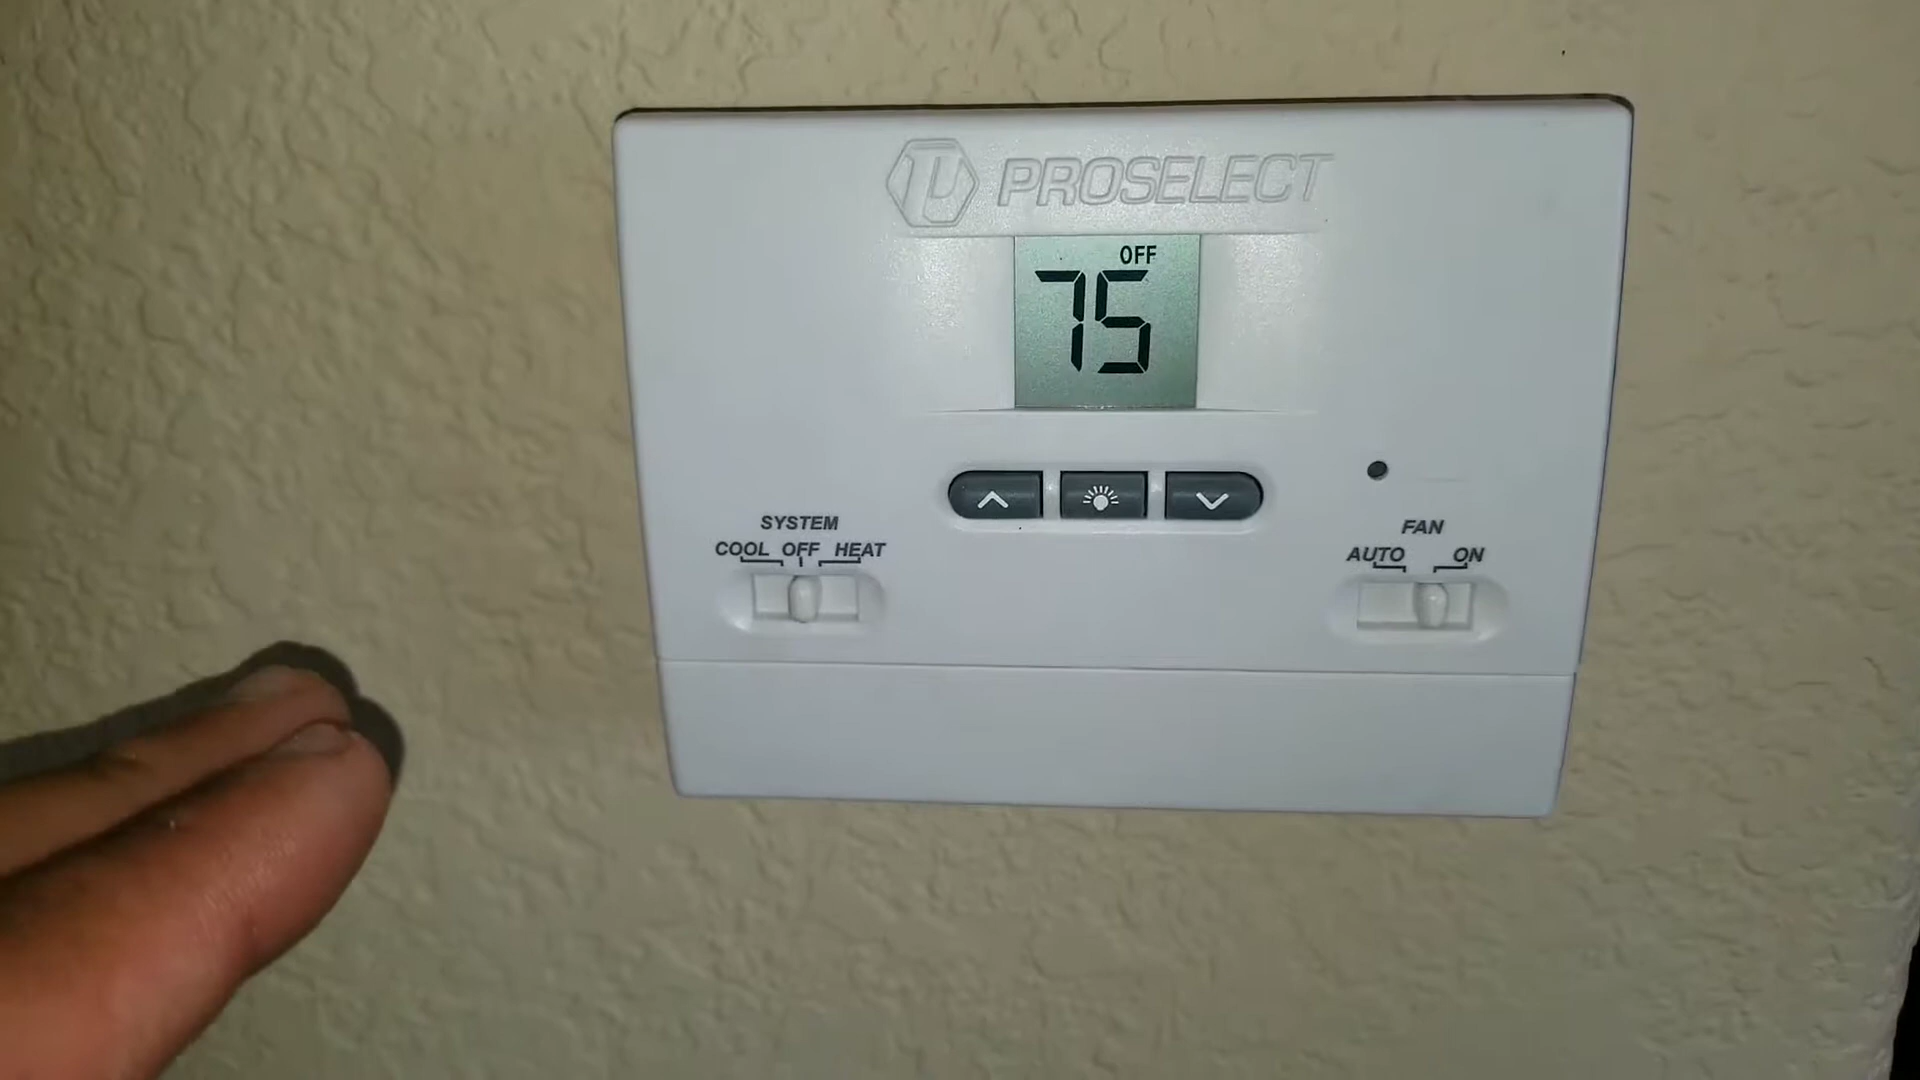 PROSELECT
OFF
75
SYSTEM
COOL OFF HEAT
FAN
AUTO ON